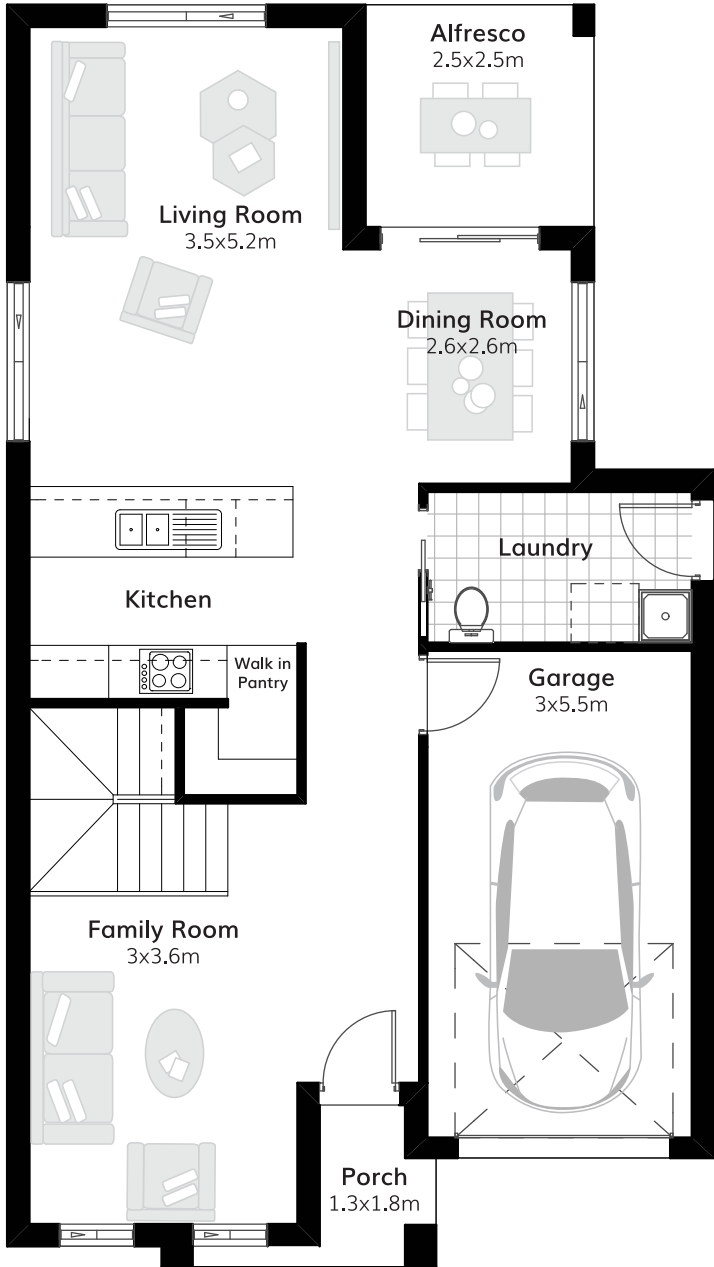 Alfresco
2.5x2.5m
Living Room
3.5x5.2m
Dining Room
2.6x2.6m
Laundry
Kitchen
Walk in
Pantry
Garage
3x5.5m
Family Room
3x3.6m
Porch
1.3x1.8m